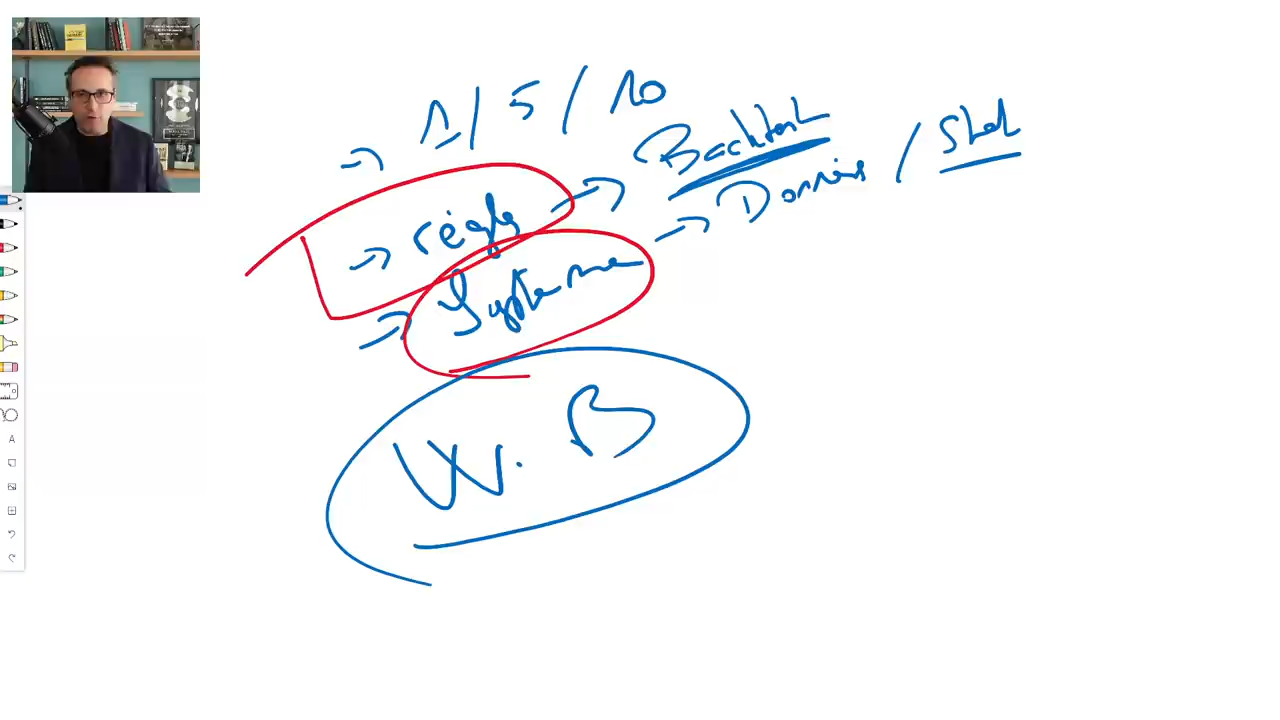 → 1 / 5 / 10
→ règle → Backtest
→ Données / Stat
→ Système
W. B
A